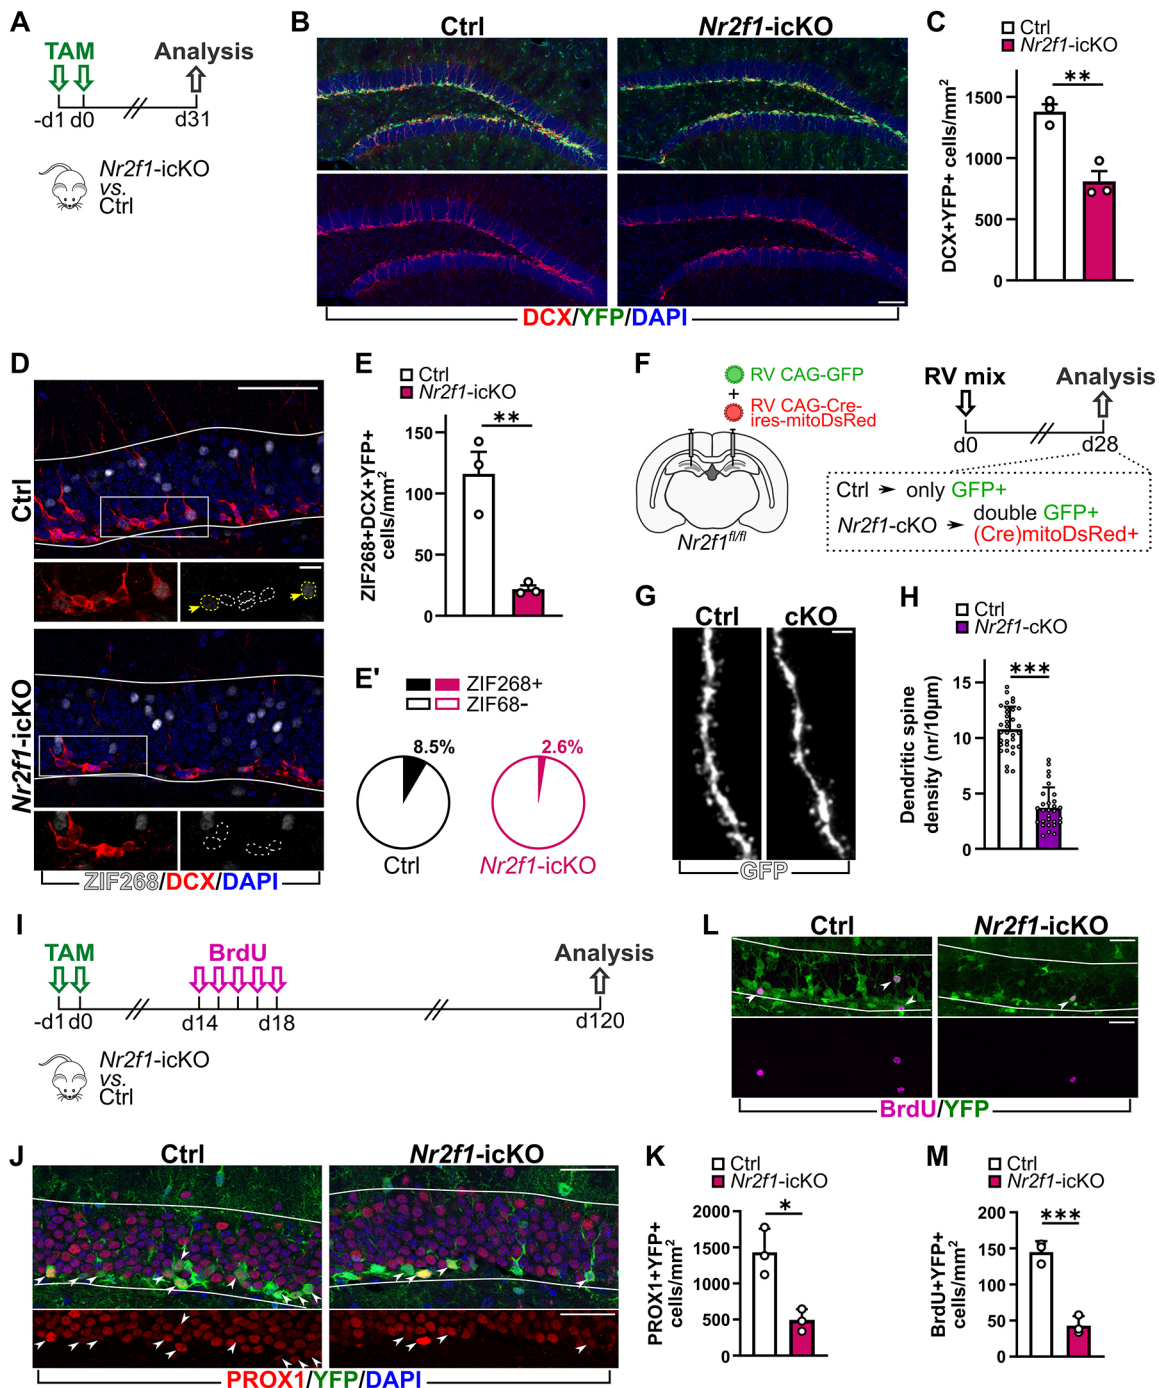 A
TAM
Analysis
-d1 d0
d31
Nr2f1-icKO
vs.
Ctrl
B
Ctrl
Nr2f1-icKO
DCX/YFP/DAPI
C
Ctrl
Nr2f1-icKO
DCX+YFP+ cells/mm2
**
1500
1000
500
0
D
Ctrl
Nr2f1-icKO
ZIF268/DCX/DAPI
E
Ctrl
Nr2f1-icKO
ZIF268+DCX+YFP+
cells/mm2
**
150
100
50
0
E'
ZIF268+
ZIF68-
8.5%
2.6%
Ctrl
Nr2f1-icKO
F
RV CAG-GFP
+
RV CAG-Cre-
ires-mitoDsRed
Nr2f1fl/fl
RV mix
Analysis
d0
d28
Ctrl
only GFP+
Nr2f1-cKO
double GFP+
(Cre)mitoDsRed+
G
Ctrl
cKO
GFP
H
Ctrl
Nr2f1-cKO
Dendritic spine
density (nr/10µm)
***
15
10
5
0
I
TAM
BrdU
Analysis
-d1 d0
d14
d18
d120
Nr2f1-icKO
vs.
Ctrl
L
Ctrl
Nr2f1-icKO
BrdU/YFP
J
Ctrl
Nr2f1-icKO
PROX1/YFP/DAPI
K
Ctrl
Nr2f1-icKO
PROX1+YFP+
cells/mm2
*
2000
1500
1000
500
0
M
Ctrl
Nr2f1-icKO
BrdU+YFP+
cells/mm2
***
200
150
100
50
0